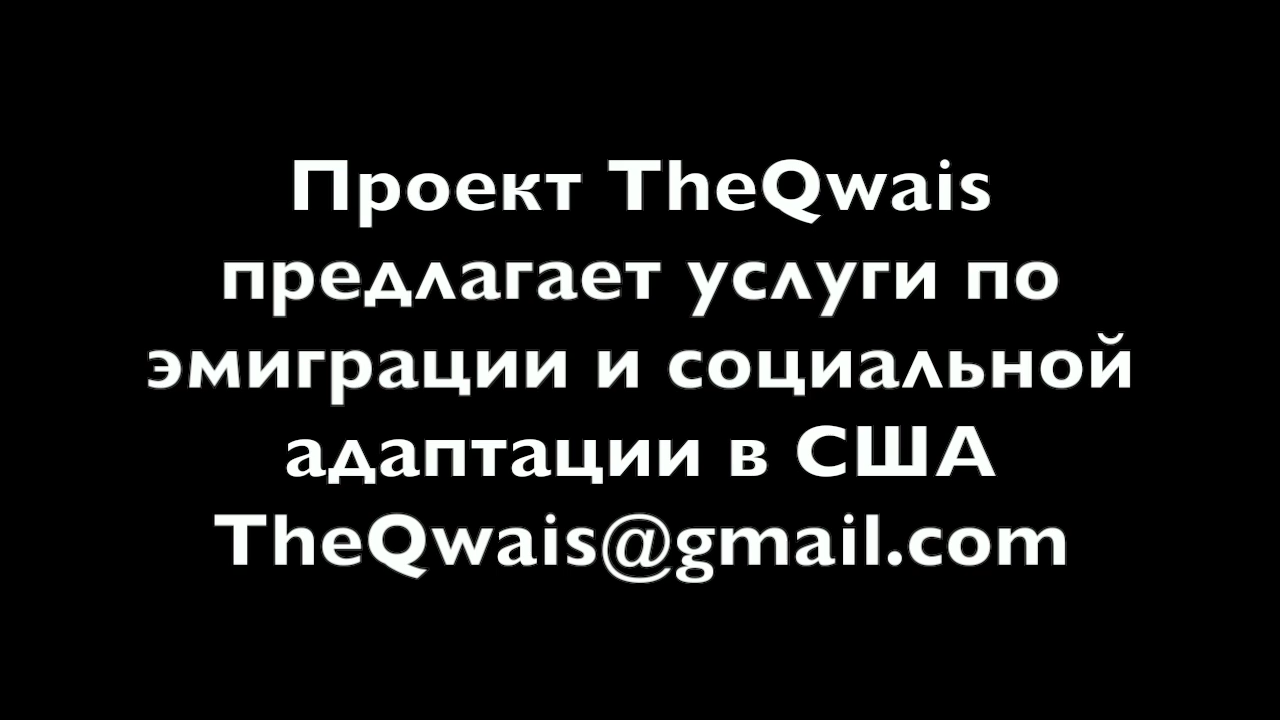 Проект TheQwais
предлагает услуги по
эмиграции и социальной
адаптации в США
TheQwais@gmail.com